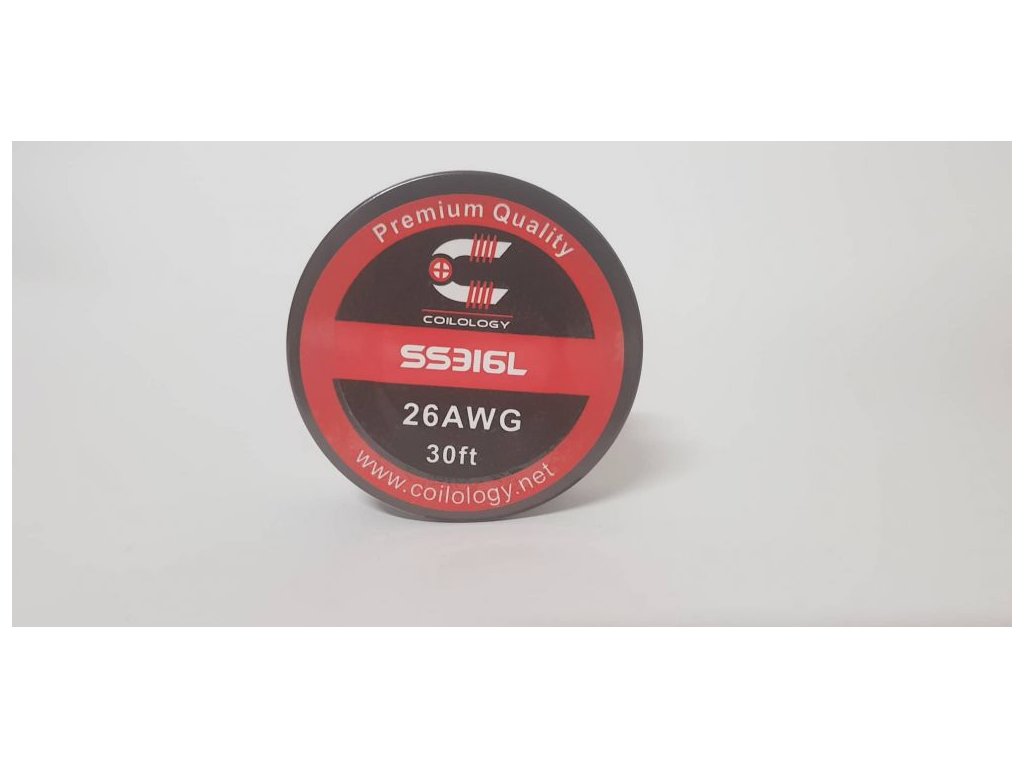 Premium Quality
COILOLOGY
SS316L
26AWG
30ft
www.coilology.net